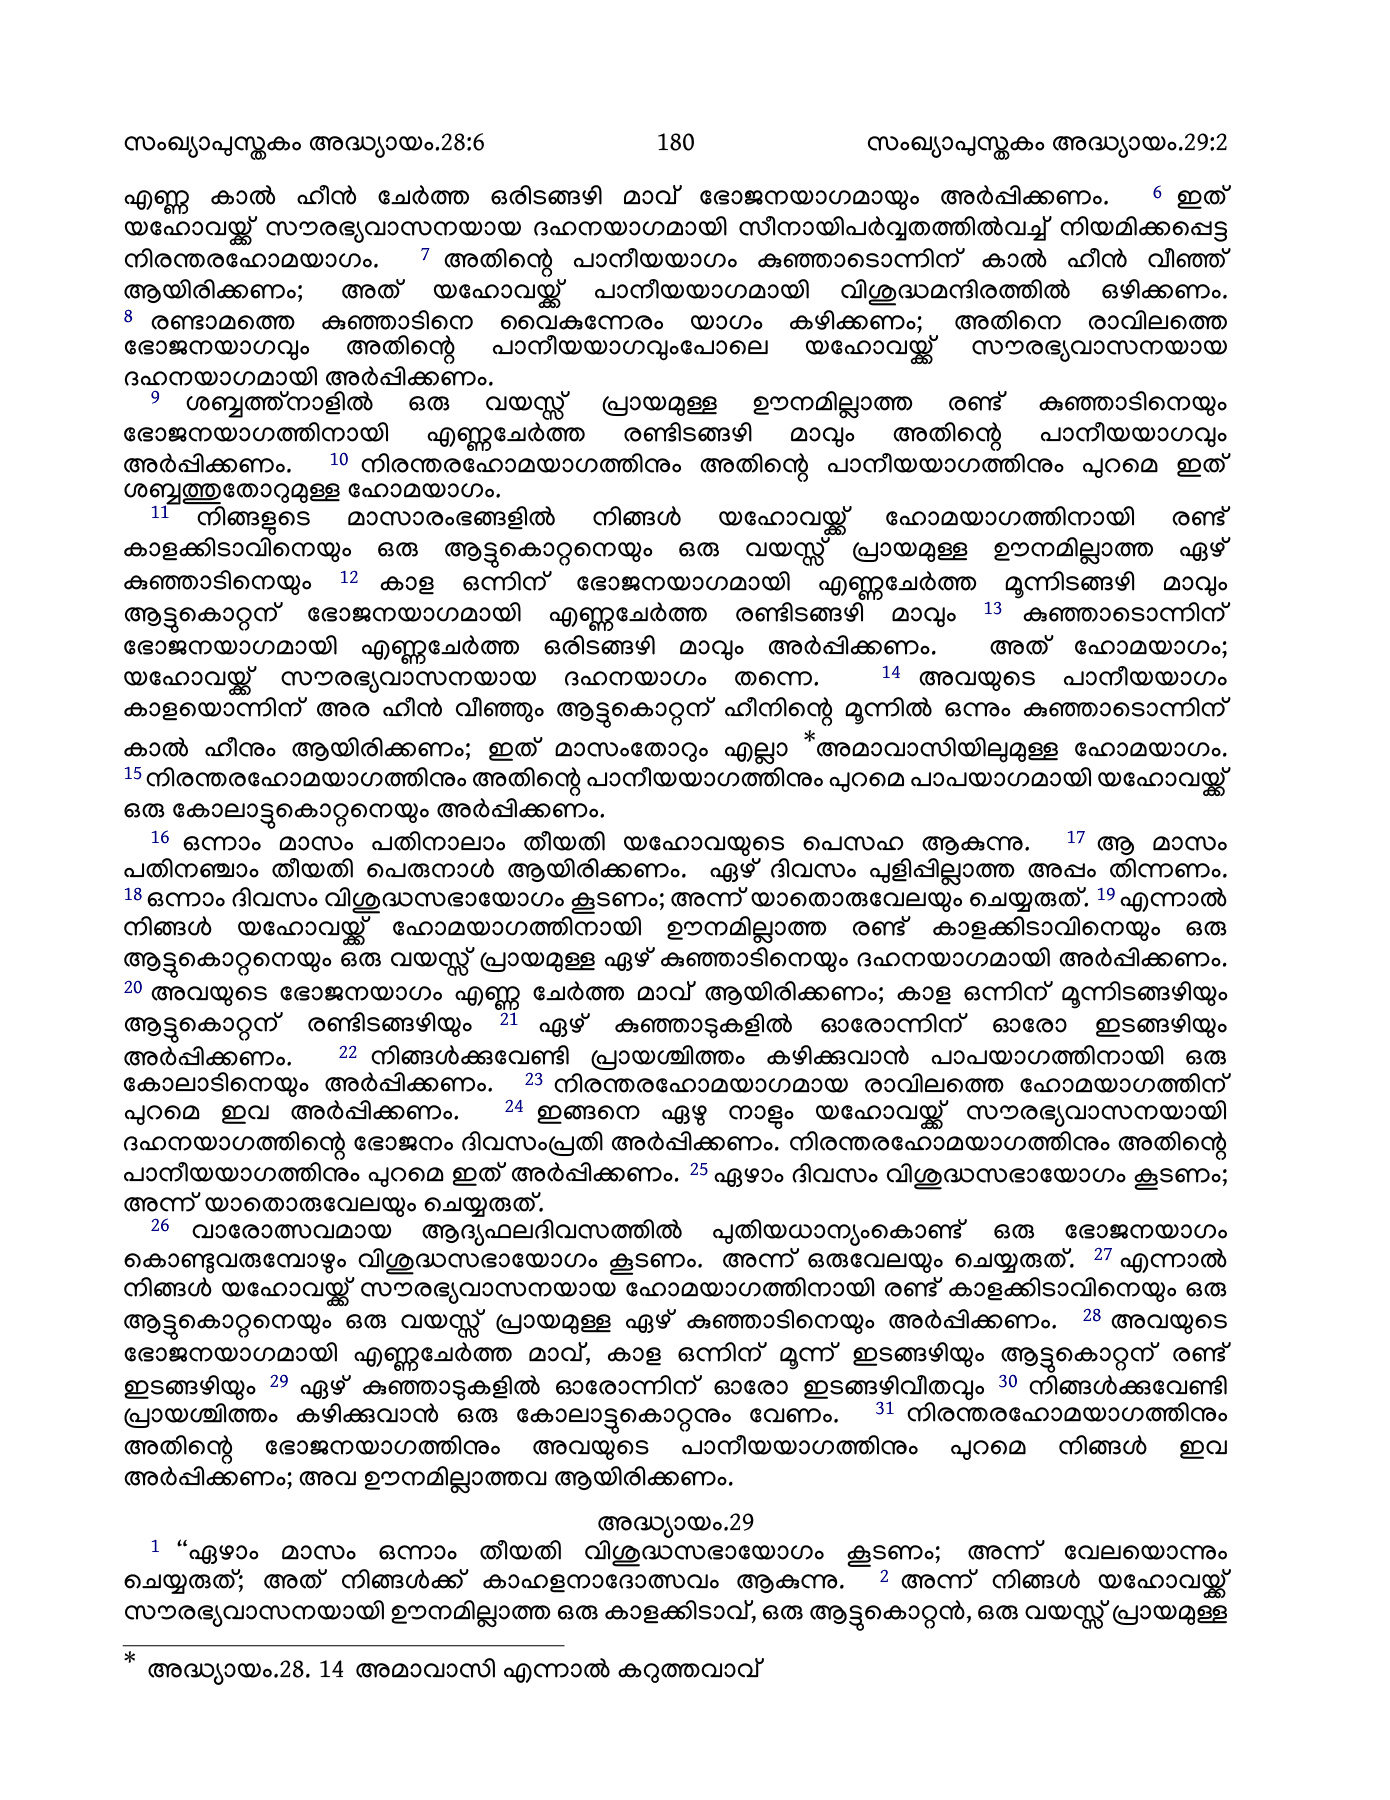 സംഖ്യാപുസ്തകം അദ്ധ്യായം.28:6 180 സംഖ്യാപുസ്തകം അദ്ധ്യായം.29:2
എണ്ണ കാൽ ഹീൻ ചേർത്ത ഒരിടങ്ങഴി മാവ് ഭോജനയാഗമായും അർപ്പിക്കണം. 6 ഇത്
യഹോവയ്ക്ക് സൗരഭ്യവാസനയായ ദഹനയാഗമായി സീനായിപർവ്വതത്തിൽവച്ച് നിയമിക്കപ്പെട്ട
നിരന്തരഹോമയാഗം. 7 അതിന്റെ പാനീയയാഗം കുഞ്ഞാടൊന്നിന് കാൽ ഹീൻ വീഞ്ഞ്
ആയിരിക്കണം; അത് യഹോവയ്ക്ക് പാനീയയാഗമായി വിശുദ്ധമന്ദിരത്തിൽ ഒഴിക്കണം.
8 രണ്ടാമത്തെ കുഞ്ഞാടിനെ വൈകുന്നേരം യാഗം കഴിക്കണം; അതിനെ രാവിലത്തെ
ഭോജനയാഗവും അതിന്റെ പാനീയയാഗവുംപോലെ യഹോവയ്ക്ക് സൗരഭ്യവാസനയായ
ദഹനയാഗമായി അർപ്പിക്കണം.
9 ശബ്ബത്ത്നാളിൽ ഒരു വയസ്സ് പ്രായമുള്ള ഊനമില്ലാത്ത രണ്ട് കുഞ്ഞാടിനെയും
ഭോജനയാഗത്തിനായി എണ്ണചേർത്ത രണ്ടിടങ്ങഴി മാവും അതിന്റെ പാനീയയാഗവും
അർപ്പിക്കണം. 10 നിരന്തരഹോമയാഗത്തിനും അതിന്റെ പാനീയയാഗത്തിനും പുറമെ ഇത്
ശബ്ബത്തുതോറുമുള്ള ഹോമയാഗം.
11 നിങ്ങളുടെ മാസാരംഭങ്ങളിൽ നിങ്ങൾ യഹോവയ്ക്ക് ഹോമയാഗത്തിനായി രണ്ട്
കാളക്കിടാവിനെയും ഒരു ആട്ടുകൊറ്റനെയും ഒരു വയസ്സ് പ്രായമുള്ള ഊനമില്ലാത്ത ഏഴ്
കുഞ്ഞാടിനെയും 12 കാള ഒന്നിന് ഭോജനയാഗമായി എണ്ണചേർത്ത മൂന്നിടങ്ങഴി മാവും
ആട്ടുകൊറ്റന് ഭോജനയാഗമായി എണ്ണചേർത്ത രണ്ടിടങ്ങഴി മാവും 13 കുഞ്ഞാടൊന്നിന്
ഭോജനയാഗമായി എണ്ണചേർത്ത ഒരിടങ്ങഴി മാവും അർപ്പിക്കണം. അത് ഹോമയാഗം;
യഹോവയ്ക്ക് സൗരഭ്യവാസനയായ ദഹനയാഗം തന്നെ. 14 അവയുടെ പാനീയയാഗം
കാളയൊന്നിന് അര ഹീൻ വീഞ്ഞും ആട്ടുകൊറ്റന് ഹീനിന്റെ മൂന്നിൽ ഒന്നും കുഞ്ഞാടൊന്നിന്
കാൽ ഹീനും ആയിരിക്കണം; ഇത് മാസംതോറും എല്ലാ *അമാവാസിയിലുമുള്ള ഹോമയാഗം.
15 നിരന്തരഹോമയാഗത്തിനും അതിന്റെ പാനീയയാഗത്തിനും പുറമെ പാപയാഗമായി യഹോവയ്ക്ക്
ഒരു കോലാട്ടുകൊറ്റനെയും അർപ്പിക്കണം.
16 ഒന്നാം മാസം പതിനാലാം തീയതി യഹോവയുടെ പെസഹ ആകുന്നു. 17 ആ മാസം
പതിനഞ്ചാം തീയതി പെരുനാൾ ആയിരിക്കണം. ഏഴ് ദിവസം പുളിപ്പില്ലാത്ത അപ്പം തിന്നണം.
18 ഒന്നാം ദിവസം വിശുദ്ധസഭായോഗം കൂടണം; അന്ന് യാതൊരുവേലയും ചെയ്യരുത്. 19 എന്നാൽ
നിങ്ങൾ യഹോവയ്ക്ക് ഹോമയാഗത്തിനായി ഊനമില്ലാത്ത രണ്ട് കാളക്കിടാവിനെയും ഒരു
ആട്ടുകൊറ്റനെയും ഒരു വയസ്സ് പ്രായമുള്ള ഏഴ് കുഞ്ഞാടിനെയും ദഹനയാഗമായി അർപ്പിക്കണം.
20 അവയുടെ ഭോജനയാഗം എണ്ണ ചേർത്ത മാവ് ആയിരിക്കണം; കാള ഒന്നിന് മൂന്നിടങ്ങഴിയും
ആട്ടുകൊറ്റന് രണ്ടിടങ്ങഴിയും 21 ഏഴ് കുഞ്ഞാടുകളിൽ ഓരോന്നിന് ഓരോ ഇടങ്ങഴിയും
അർപ്പിക്കണം. 22 നിങ്ങൾക്കുവേണ്ടി പ്രായശ്ചിത്തം കഴിക്കുവാൻ പാപയാഗത്തിനായി ഒരു
കോലാടിനെയും അർപ്പിക്കണം. 23 നിരന്തരഹോമയാഗമായ രാവിലത്തെ ഹോമയാഗത്തിന്
പുറമെ ഇവ അർപ്പിക്കണം. 24 ഇങ്ങനെ ഏഴു നാളും യഹോവയ്ക്ക് സൗരഭ്യവാസനയായി
ദഹനയാഗത്തിന്റെ ഭോജനം ദിവസംപ്രതി അർപ്പിക്കണം. നിരന്തരഹോമയാഗത്തിനും അതിന്റെ
പാനീയയാഗത്തിനും പുറമെ ഇത് അർപ്പിക്കണം. 25 ഏഴാം ദിവസം വിശുദ്ധസഭായോഗം കൂടണം;
അന്ന് യാതൊരുവേലയും ചെയ്യരുത്.
26 വാരോത്സവമായ ആദ്യഫലദിവസത്തിൽ പുതിയധാന്യംകൊണ്ട് ഒരു ഭോജനയാഗം
കൊണ്ടുവരുമ്പോഴും വിശുദ്ധസഭായോഗം കൂടണം. അന്ന് ഒരുവേലയും ചെയ്യരുത്. 27 എന്നാൽ
നിങ്ങൾ യഹോവയ്ക്ക് സൗരഭ്യവാസനയായ ഹോമയാഗത്തിനായി രണ്ട് കാളക്കിടാവിനെയും ഒരു
ആട്ടുകൊറ്റനെയും ഒരു വയസ്സ് പ്രായമുള്ള ഏഴ് കുഞ്ഞാടിനെയും അർപ്പിക്കണം. 28 അവയുടെ
ഭോജനയാഗമായി എണ്ണചേർത്ത മാവ്, കാള ഒന്നിന് മൂന്ന് ഇടങ്ങഴിയും ആട്ടുകൊറ്റന് രണ്ട്
ഇടങ്ങഴിയും 29 ഏഴ് കുഞ്ഞാടുകളിൽ ഓരോന്നിന് ഓരോ ഇടങ്ങഴിവീതവും 30 നിങ്ങൾക്കുവേണ്ടി
പ്രായശ്ചിത്തം കഴിക്കുവാൻ ഒരു കോലാട്ടുകൊറ്റനും വേണം. 31 നിരന്തരഹോമയാഗത്തിനും
അതിന്റെ ഭോജനയാഗത്തിനും അവയുടെ പാനീയയാഗത്തിനും പുറമെ നിങ്ങൾ ഇവ
അർപ്പിക്കണം; അവ ഊനമില്ലാത്തവ ആയിരിക്കണം.
അദ്ധ്യായം.29
1 “ഏഴാം മാസം ഒന്നാം തീയതി വിശുദ്ധസഭായോഗം കൂടണം; അന്ന് വേലയൊന്നും
ചെയ്യരുത്; അത് നിങ്ങൾക്ക് കാഹളനാദോത്സവം ആകുന്നു. 2 അന്ന് നിങ്ങൾ യഹോവയ്ക്ക്
സൗരഭ്യവാസനയായി ഊനമില്ലാത്ത ഒരു കാളക്കിടാവ്, ഒരു ആട്ടുകൊറ്റൻ, ഒരു വയസ്സ് പ്രായമുള്ള
* അദ്ധ്യായം.28. 14 അമാവാസി എന്നാൽ കറുത്തവാവ്